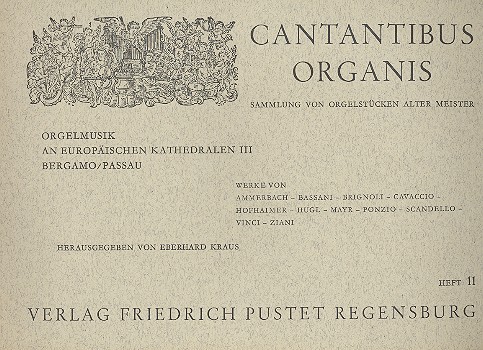 CANTANTIBUS
ORGANIS
SAMMLUNG VON ORGELSTÜCKEN ALTER MEISTER
ORGELMUSIK
AN EUROPÄISCHEN KATHEDRALEN III
BERGAMO/PASSAU
WERKE VON
AMMERBACH – BASSANI – BRIGNOLI – CAVACCIO –
HOFHAIMER – HUGL – MAYR – PONZIO – SCANDELLO –
VINCI – ZIANI
HERAUSGEGEBEN VON EBERHARD KRAUS
HEFT 11
VERLAG FRIEDRICH PUSTET REGENSBURG